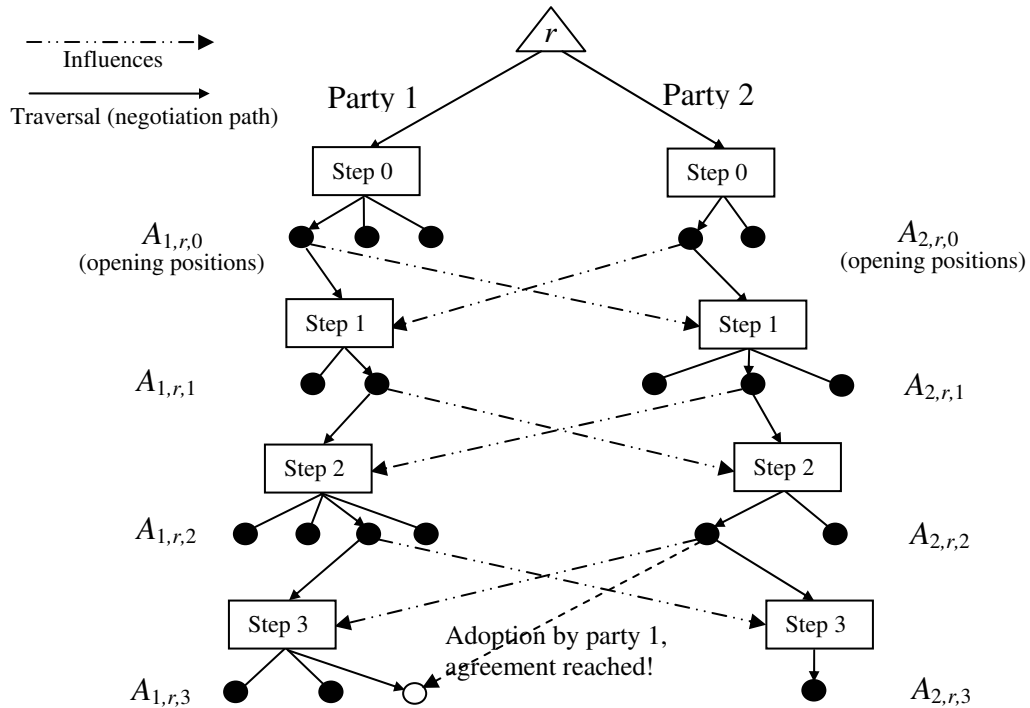 r
Influences
Traversal (negotiation path)
Party 1
Party 2
Step 0
Step 0
A1,r,0
(opening positions)
A2,r,0
(opening positions)
Step 1
Step 1
A1,r,1
A2,r,1
Step 2
Step 2
A1,r,2
A2,r,2
Step 3
Step 3
Adoption by party 1,
agreement reached!
A1,r,3
A2,r,3